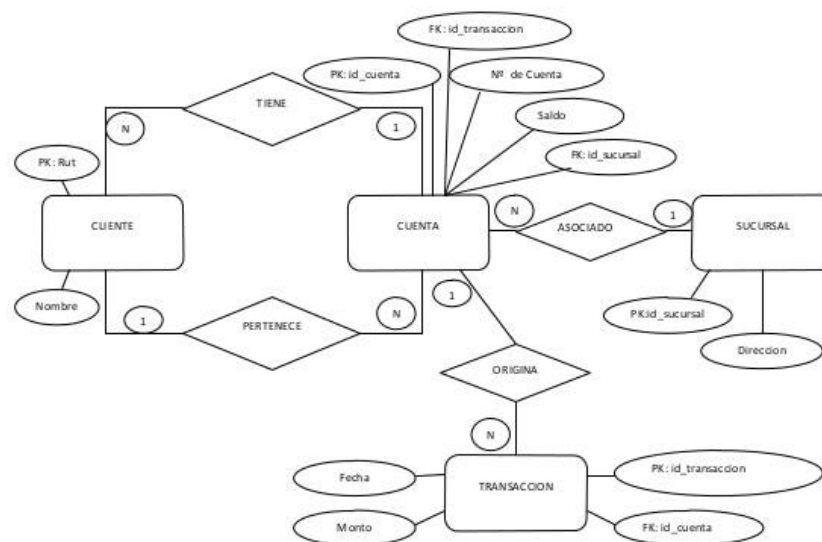 FK: id_transaccion
PK: id_cuenta
Nº de Cuenta
TIENE
Saldo
N
1
FK: id_sucursal
PK: Rut
CLIENTE
CUENTA
N
ASOCIADO
1
SUCURSAL
Nombre
1
PERTENECE
N
1
PK:id_sucursal
Direccion
ORIGINA
N
Fecha
TRANSACCION
PK: id_transaccion
Monto
FK: id_cuenta